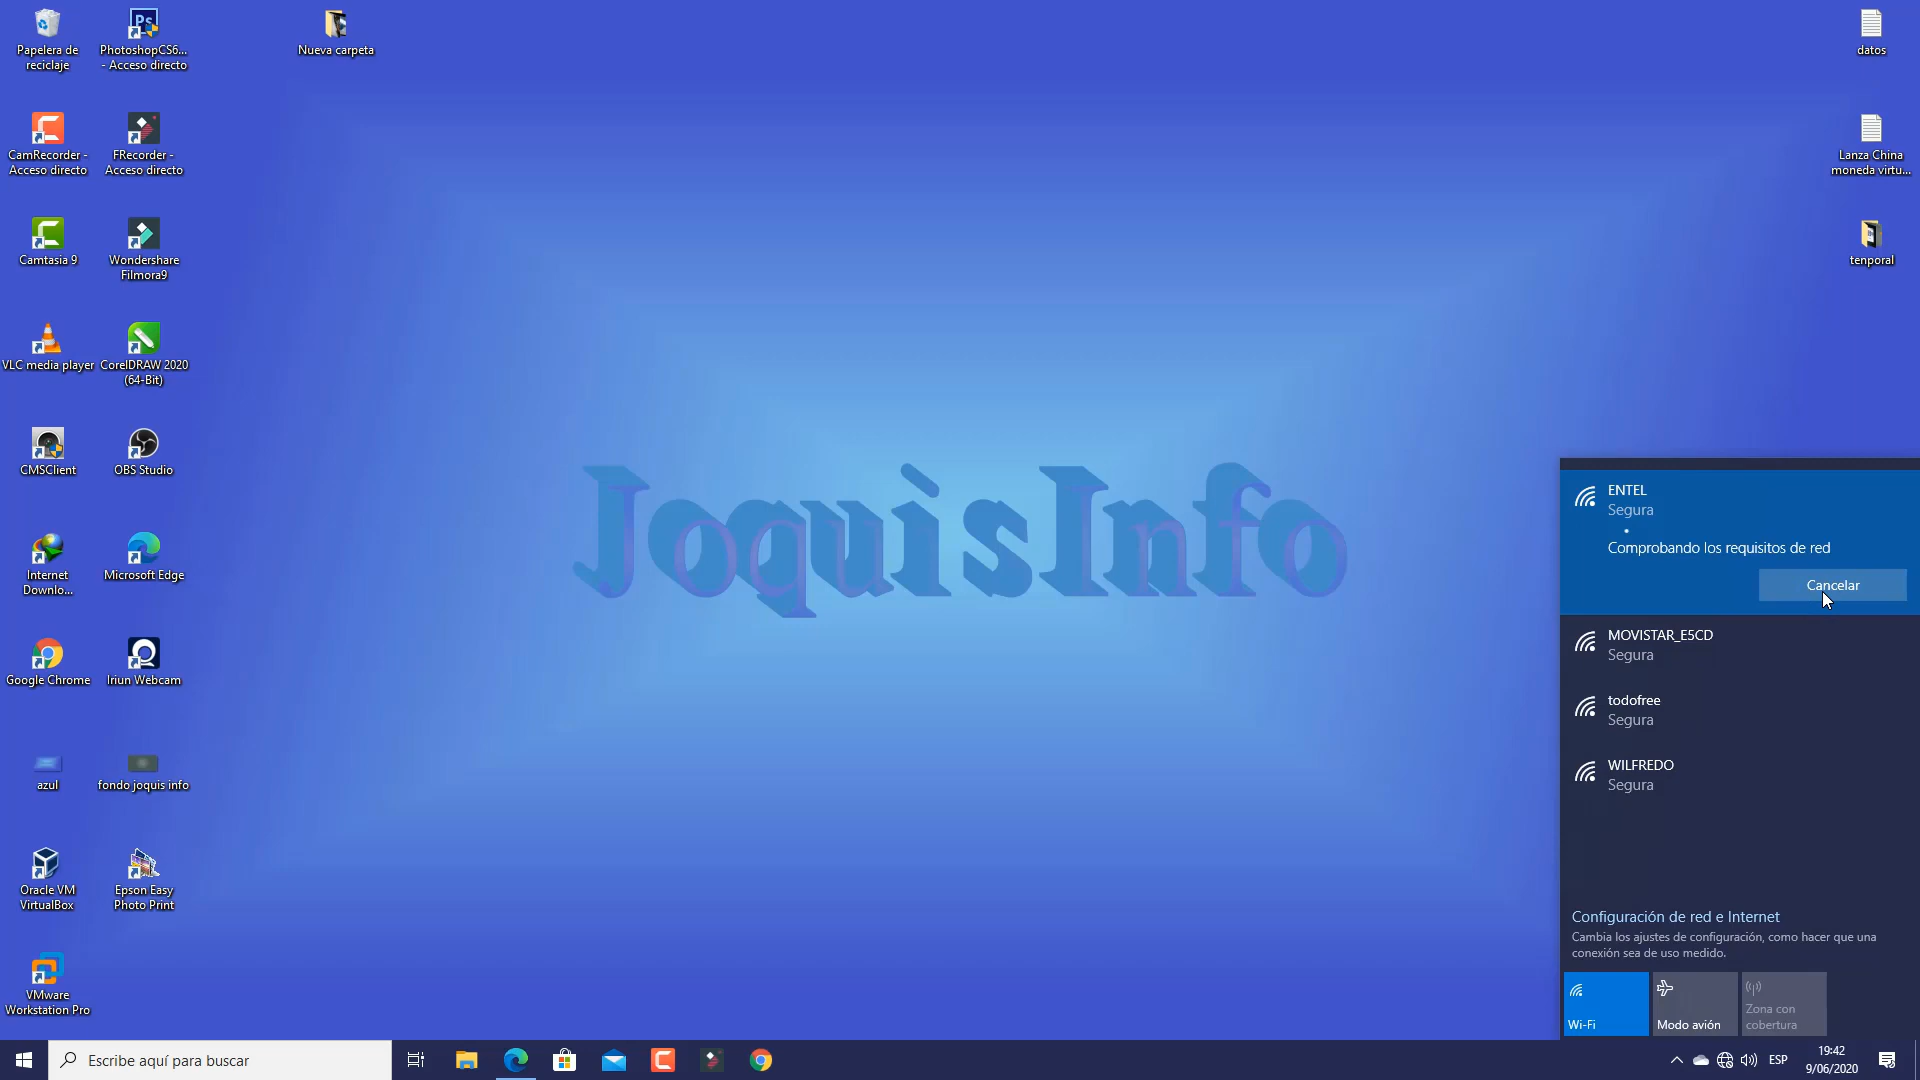 Papelera de
reciclaje
PhotoshopCS6...
- Acceso directo
Nueva carpeta
datos
CamRecorder -
Acceso directo
FRecorder -
Acceso directo
Lanza China
moneda virtu...
Camtasia 9
Wondershare
Filmora9
tenporal
VLC media player
CorelDRAW 2020
(64-Bit)
CMSClient
OBS Studio
JoquisInfo
Internet
Downlo...
Microsoft Edge
Google Chrome
Iriun Webcam
azul
fondo joquis info
Oracle VM
VirtualBox
Epson Easy
Photo Print
VMware
Workstation Pro
ENTEL
Segura
Comprobando los requisitos de red
Cancelar
MOVISTAR_E5CD
Segura
todofree
Segura
WILFREDO
Segura
Configuración de red e Internet
Cambia los ajustes de configuración, como hacer que una
conexión sea de uso medido.
Wi-Fi
Modo avión
Zona con
cobertura
Escribe aquí para buscar
ESP
19:42
9/06/2020